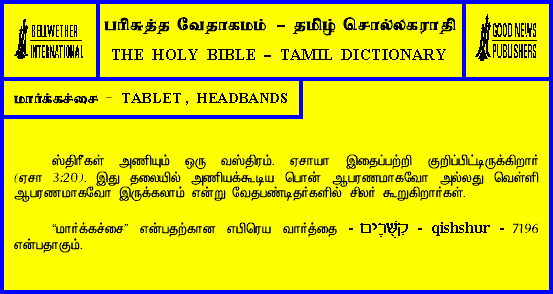 BELLWETHER
INTERNATIONAL
பரிசுத்த வேதாகமம் – தமிழ் சொல்லகராதி
THE HOLY BIBLE – TAMIL DICTIONARY
GOOD NEWS
PUBLISHERS
மார்க்கச்சை – TABLET, HEADBANDS
ஸ்திரீகள் அணியும் ஒரு வஸ்திரம். ஏசாயா இதைப்பற்றி குறிப்பிட்டிருக்கிறார்
(ஏசா 3:20). இது தலையில் அணியக்கூடிய பொன் ஆபரணமாகவோ அல்லது வெள்ளி
ஆபரணமாகவோ இருக்கலாம் என்று வேதபண்டிதர்களில் சிலர் கூறுகிறார்கள்.
“மார்க்கச்சை” என்பதற்கான எபிரெய வார்த்தை - קִשֻּׁרִים - qishshur - 7196
என்பதாகும்.